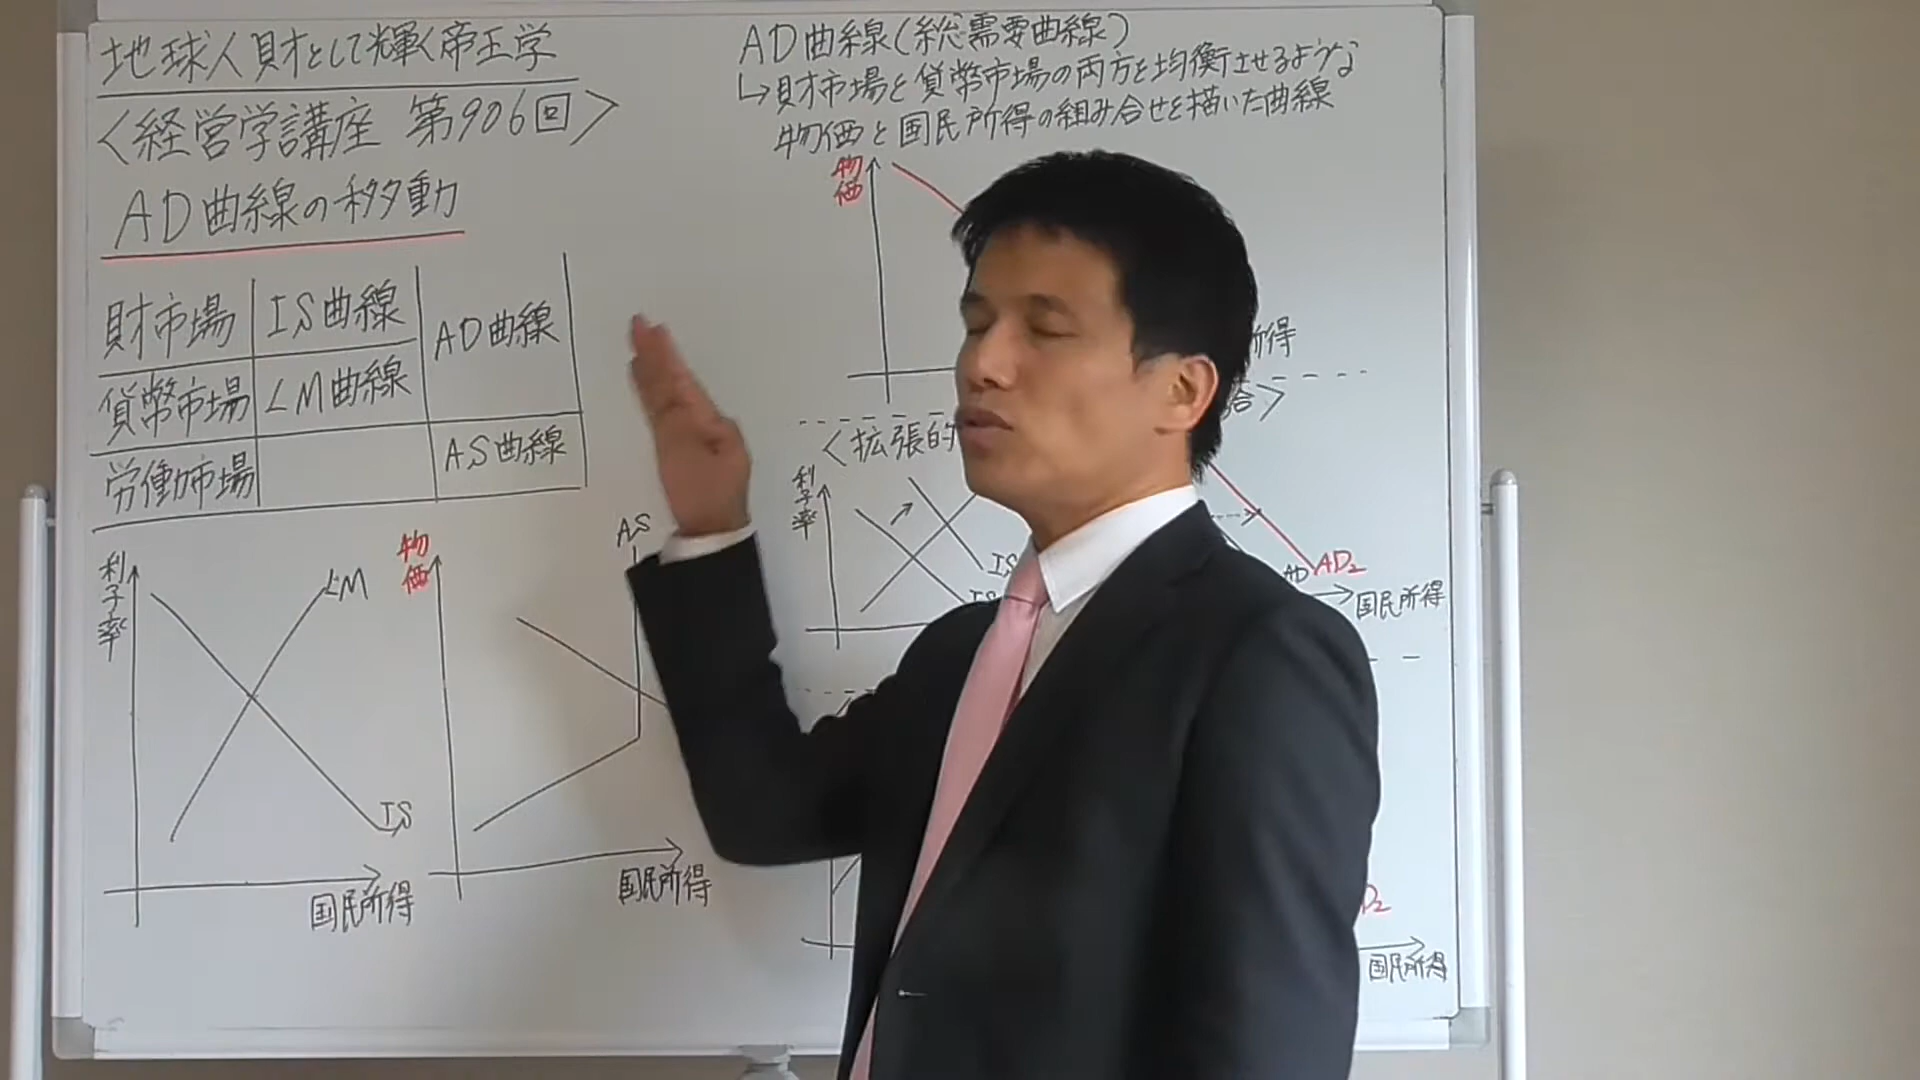 地球人財として輝く帝王学
<経営学講座 第906回>
AD曲線の移動
財市場 IS曲線 AD曲線
貨幣市場 LM曲線
労働市場 AS曲線
利子率
LM
IS
国民所得
物価
AS
国民所得
AD曲線(総需要曲線)
↳財市場と貨幣市場の両方を均衡させるような
物価と国民所得の組み合せを描いた曲線
物価
所得
<拡張的
合>
利子率
IS
IS
AD AD₂
国民所得
D₂
国民所得